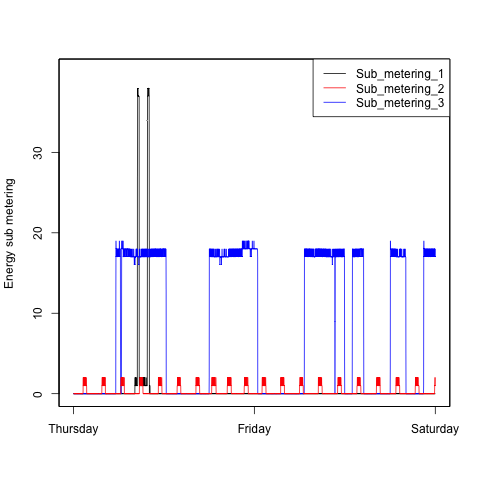 Sub_metering_1
Sub_metering_2
Sub_metering_3
Energy sub metering
30
20
10
0
Thursday Friday Saturday